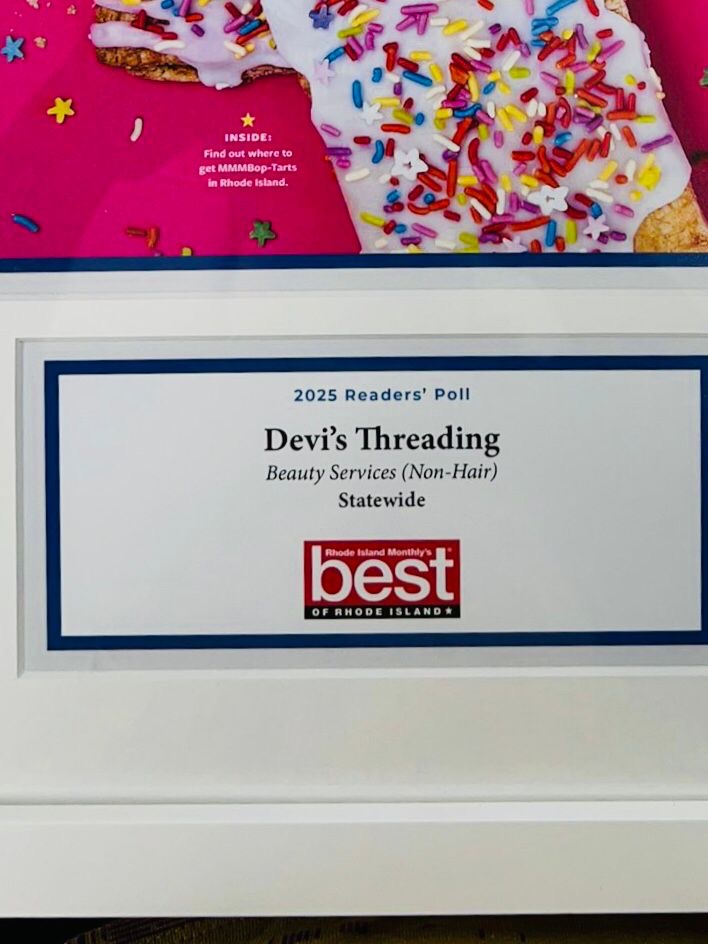 INSIDE:
Find out where to
get MMMBop-Tarts
in Rhode Island.
2025 Readers' Poll
Devi's Threading
Beauty Services (Non-Hair)
Statewide
Rhode Island Monthly's
best
OF RHODE ISLAND